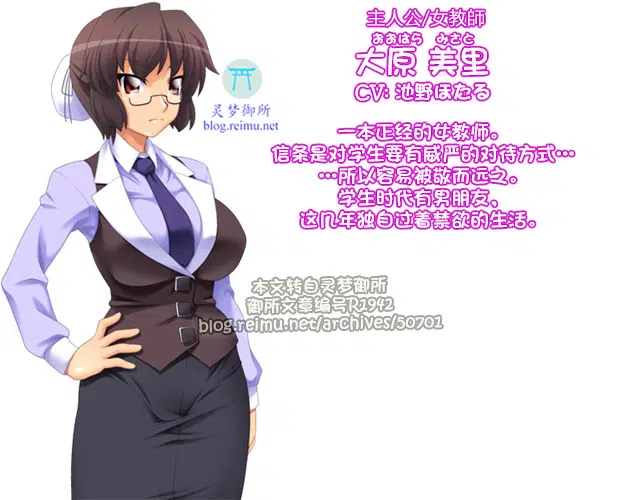 主人公/女教師
おおはら みさと
大原 美里
CV: 池野ほたる
一本正经的女教师。
信条是对学生要有威严的对待方式…
…所以容易被敬而远之。
学生时代有男朋友，
这几年独自过着禁欲的生活。
灵梦御所
blog.reimu.net
本文转自灵梦御所
御所文章编号R1942
blog.reimu.net/archives/50701